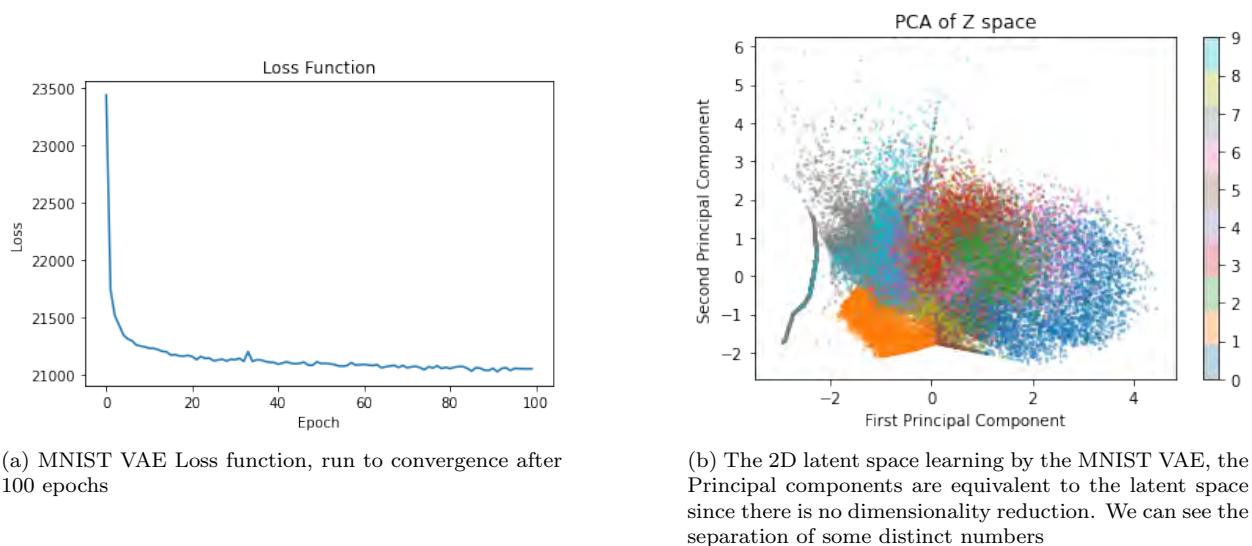 Loss Function
23500
23000
22500
22000
21500
21000
Loss
0 20 40 60 80 100
Epoch
(a) MNIST VAE Loss function, run to convergence after
100 epochs
PCA of Z space
6
5
4
3
2
1
0
−1
−2
Second Principal Component
−2 0 2 4
First Principal Component
9
8
7
6
5
4
3
2
1
0
(b) The 2D latent space learning by the MNIST VAE, the
Principal components are equivalent to the latent space
since there is no dimensionality reduction. We can see the
separation of some distinct numbers